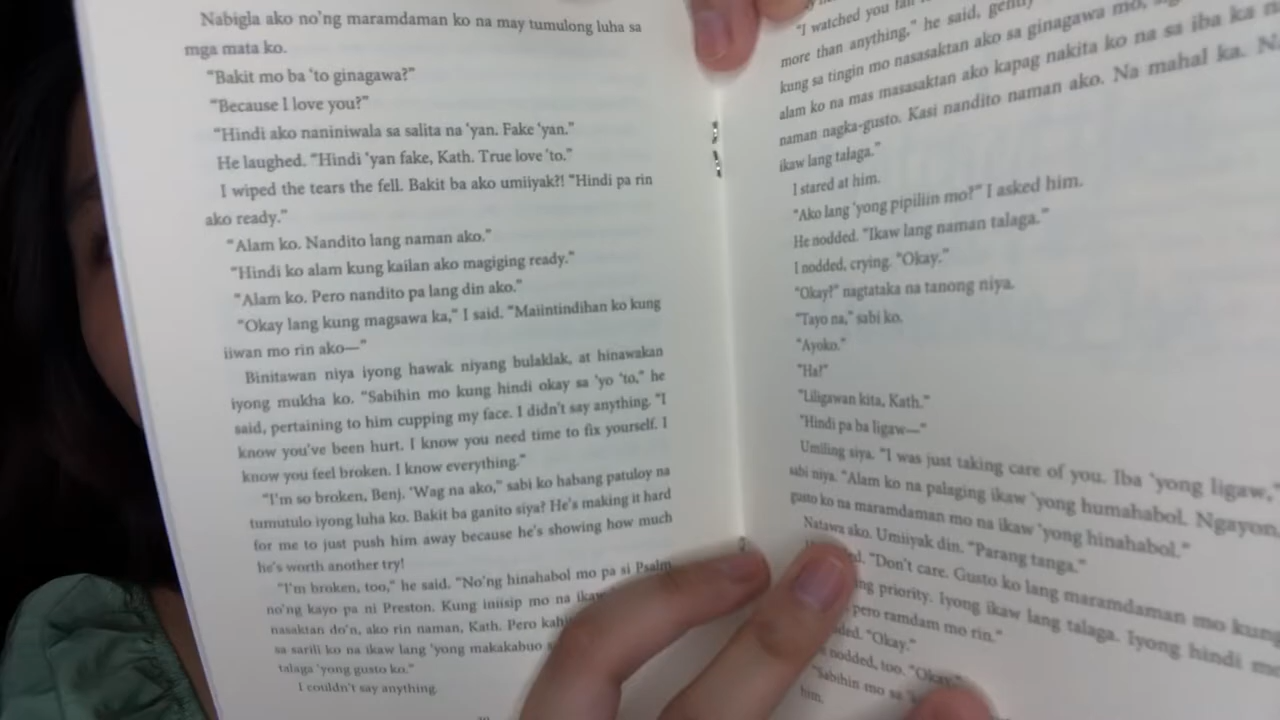 Nabigla ako no'ng maramdaman ko na may tumulong luha sa
mga mata ko.
"Bakit mo ba 'to ginagawa?"
"Because I love you?"
"Hindi ako naniniwala sa salita na 'yan. Fake 'yan."
He laughed. "Hindi 'yan fake, Kath. True love 'to."
I wiped the tears the fell. Bakit ba ako umiiyak?! "Hindi pa rin
ako ready."
"Alam ko. Nandito lang naman ako."
"Hindi ko alam kung kailan ako magiging ready."
"Alam ko. Pero nandito pa lang din ako."
"Okay lang kung magsawa ka," I said. "Maiintindihan ko kung
iiwan mo rin ako—"
Binitawan niya iyong hawak niyang bulaklak, at hinawakan
iyong mukha ko. "Sabihin mo kung hindi okay sa 'yo 'to," he
said, pertaining to him cupping my face. I didn't say anything. "I
know you've been hurt. I know you need time to fix yourself. I
know you feel broken. I know everything."
"I'm so broken, Benj. 'Wag na ako," sabi ko habang patuloy na
tumutulo iyong luha ko. Bakit ba ganito siya? He's making it hard
for me to just push him away because he's showing how much
he's worth another try!
"I'm broken, too," he said. "No'ng hinahabol mo pa si Psalm
no'ng kayo pa ni Preston. Kung iniisip mo na
nasaktan do'n, ako rin naman, Kath. Pero
sa sarili ko na ikaw lang 'yong makakabuo
talaga 'yong gusto ko."
I couldn't say anything.
"I watched you
more than anything," he said,
kung sa tingin mo nasasaktan ako sa ginagawa mo,
alam ko na mas masasaktan ako kapag nakita ko na sa iba ka
naman nagka-gusto. Kasi nandito naman ako. Na mahal ka.
ikaw lang talaga."
I stared at him.
"Ako lang 'yong pipiliin mo?" I asked him.
He nodded. "Ikaw lang naman talaga."
I nodded, crying. "Okay."
"Okay?" nagtataka na tanong niya.
"Tayo na," sabi ko.
"Ayoko."
"Ha?"
"Liligawan kita, Kath."
"Hindi pa ba ligaw—"
Umiling siya. "I was just taking care of you. Iba 'yong ligaw,"
sabi niya. "Alam ko na palaging ikaw 'yong humahabol. Ngayon,
gusto ko na maramdaman mo na ikaw 'yong hinahabol."
Natawa ako. Umiiyak din. "Parang tanga."
"Don't care. Gusto ko lang maramdaman mo kung
priority. Iyong ikaw lang talaga. Iyong hindi
pero ramdam mo rin."
"Okay."
nodded, too. "Okay."
"Sabihin mo sa
him.